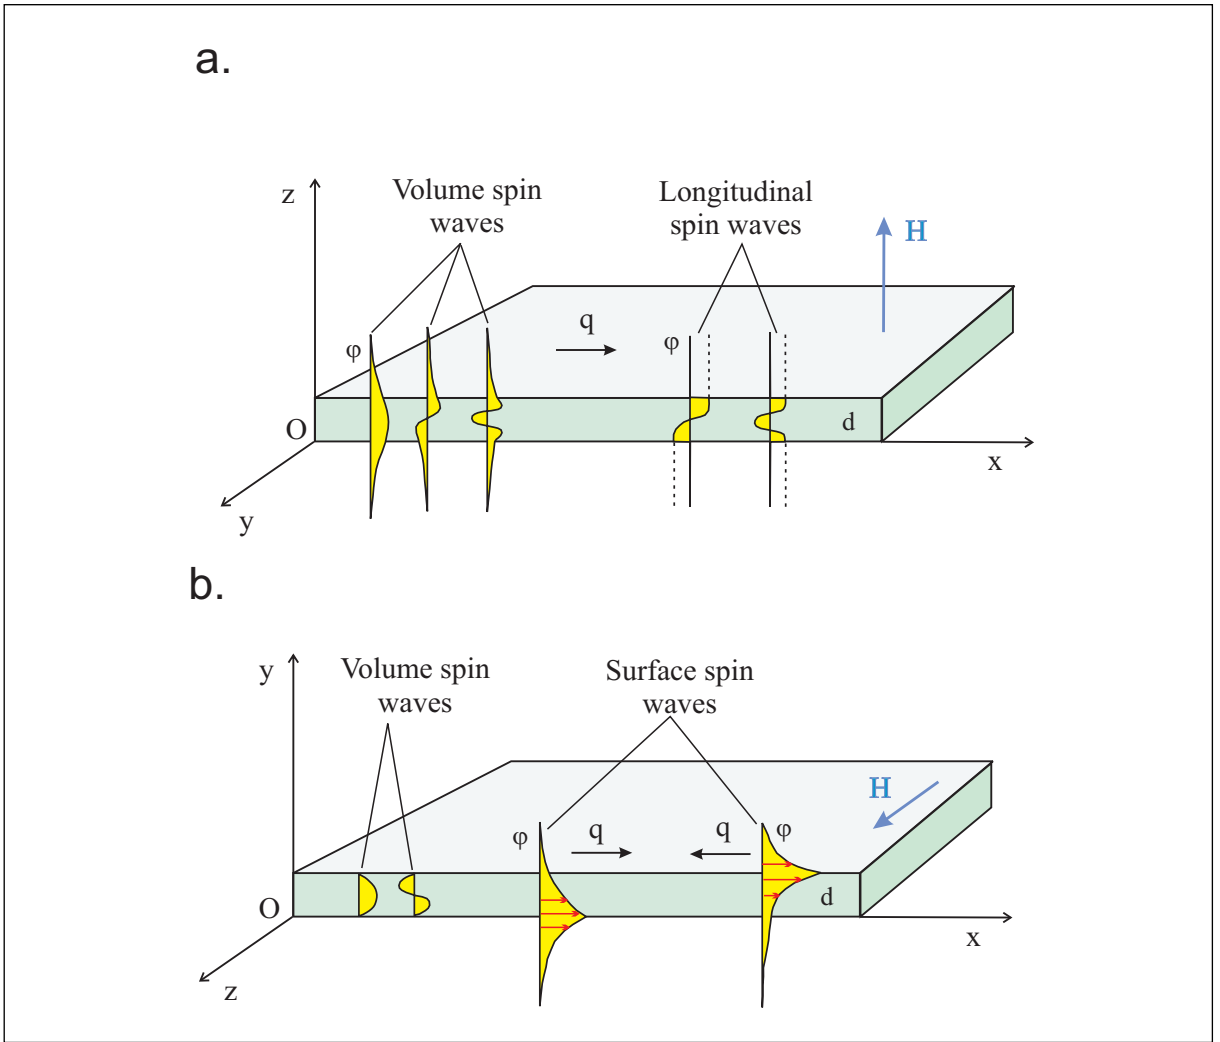 a.
z
Volume spin
waves
Longitudinal
spin waves
H
q
φ
φ
O
d
x
y
b.
y
Volume spin
waves
Surface spin
waves
H
φ
q
q
φ
O
d
x
z